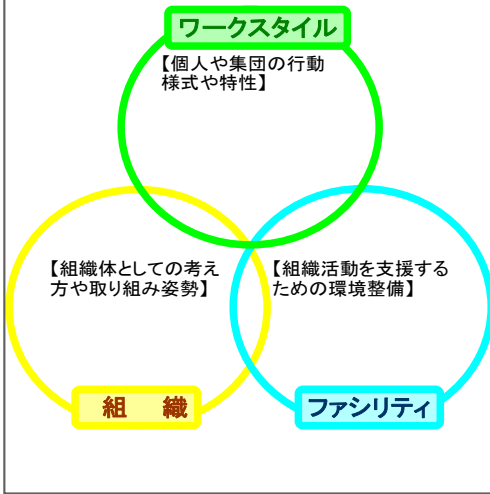 ワークスタイル
【個人や集団の行動
様式や特性】
【組織体としての考え
方や取り組み姿勢】
【組織活動を支援する
ための環境整備】
組　織
ファシリティ